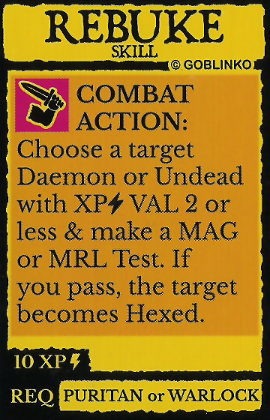 REBUKE
SKILL
© GOBLINKO
COMBAT
ACTION:
Choose a target
Daemon or Undead
with XP⚡ VAL 2 or
less & make a MAG
or MRL Test. If
you pass, the target
becomes Hexed.
10 XP⚡
REQ PURITAN or WARLOCK